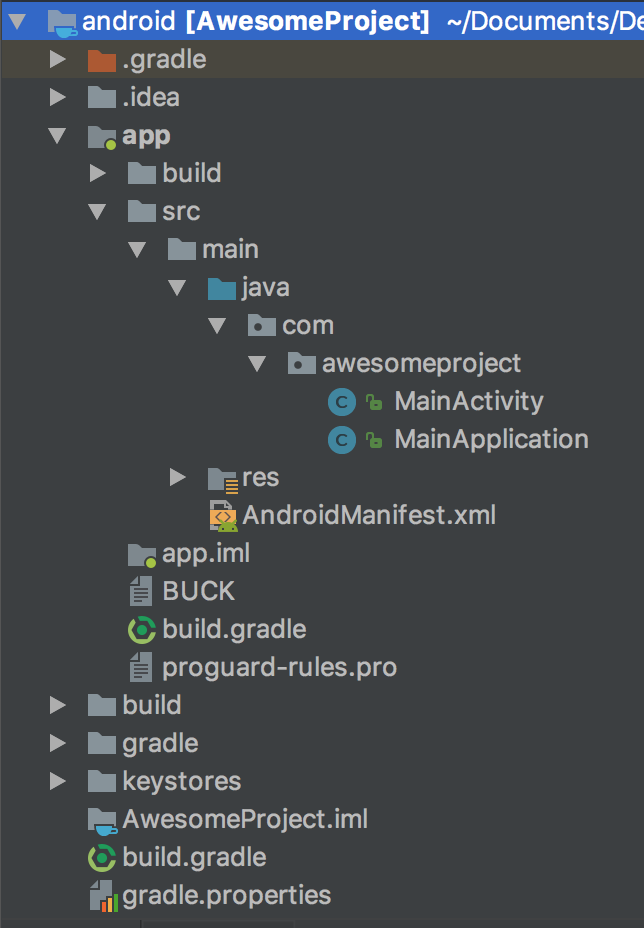 android [AwesomeProject] ~/Documents/De
.gradle
.idea
app
build
src
main
java
com
awesomeproject
C MainActivity
C MainApplication
res
AndroidManifest.xml
app.iml
BUCK
build.gradle
proguard-rules.pro
build
gradle
keystores
AwesomeProject.iml
build.gradle
gradle.properties